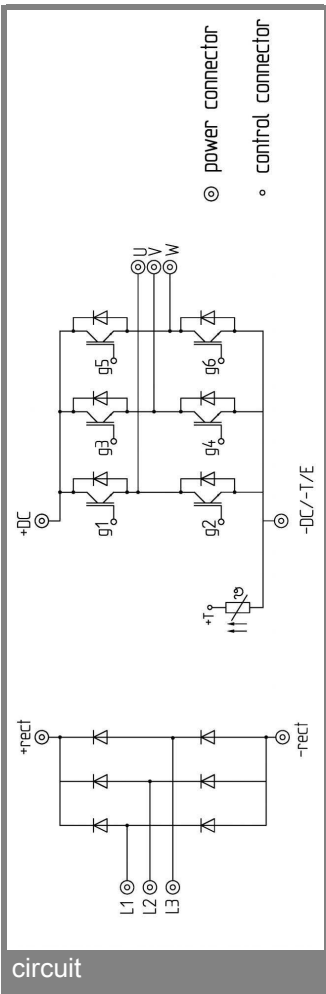 power connector
control connector
U
V
W
g5
g6
g3
g4
g1
g2
+DC
-DC/-T/E
+T
ϑ
+rect
-rect
L1
L2
L3
circuit